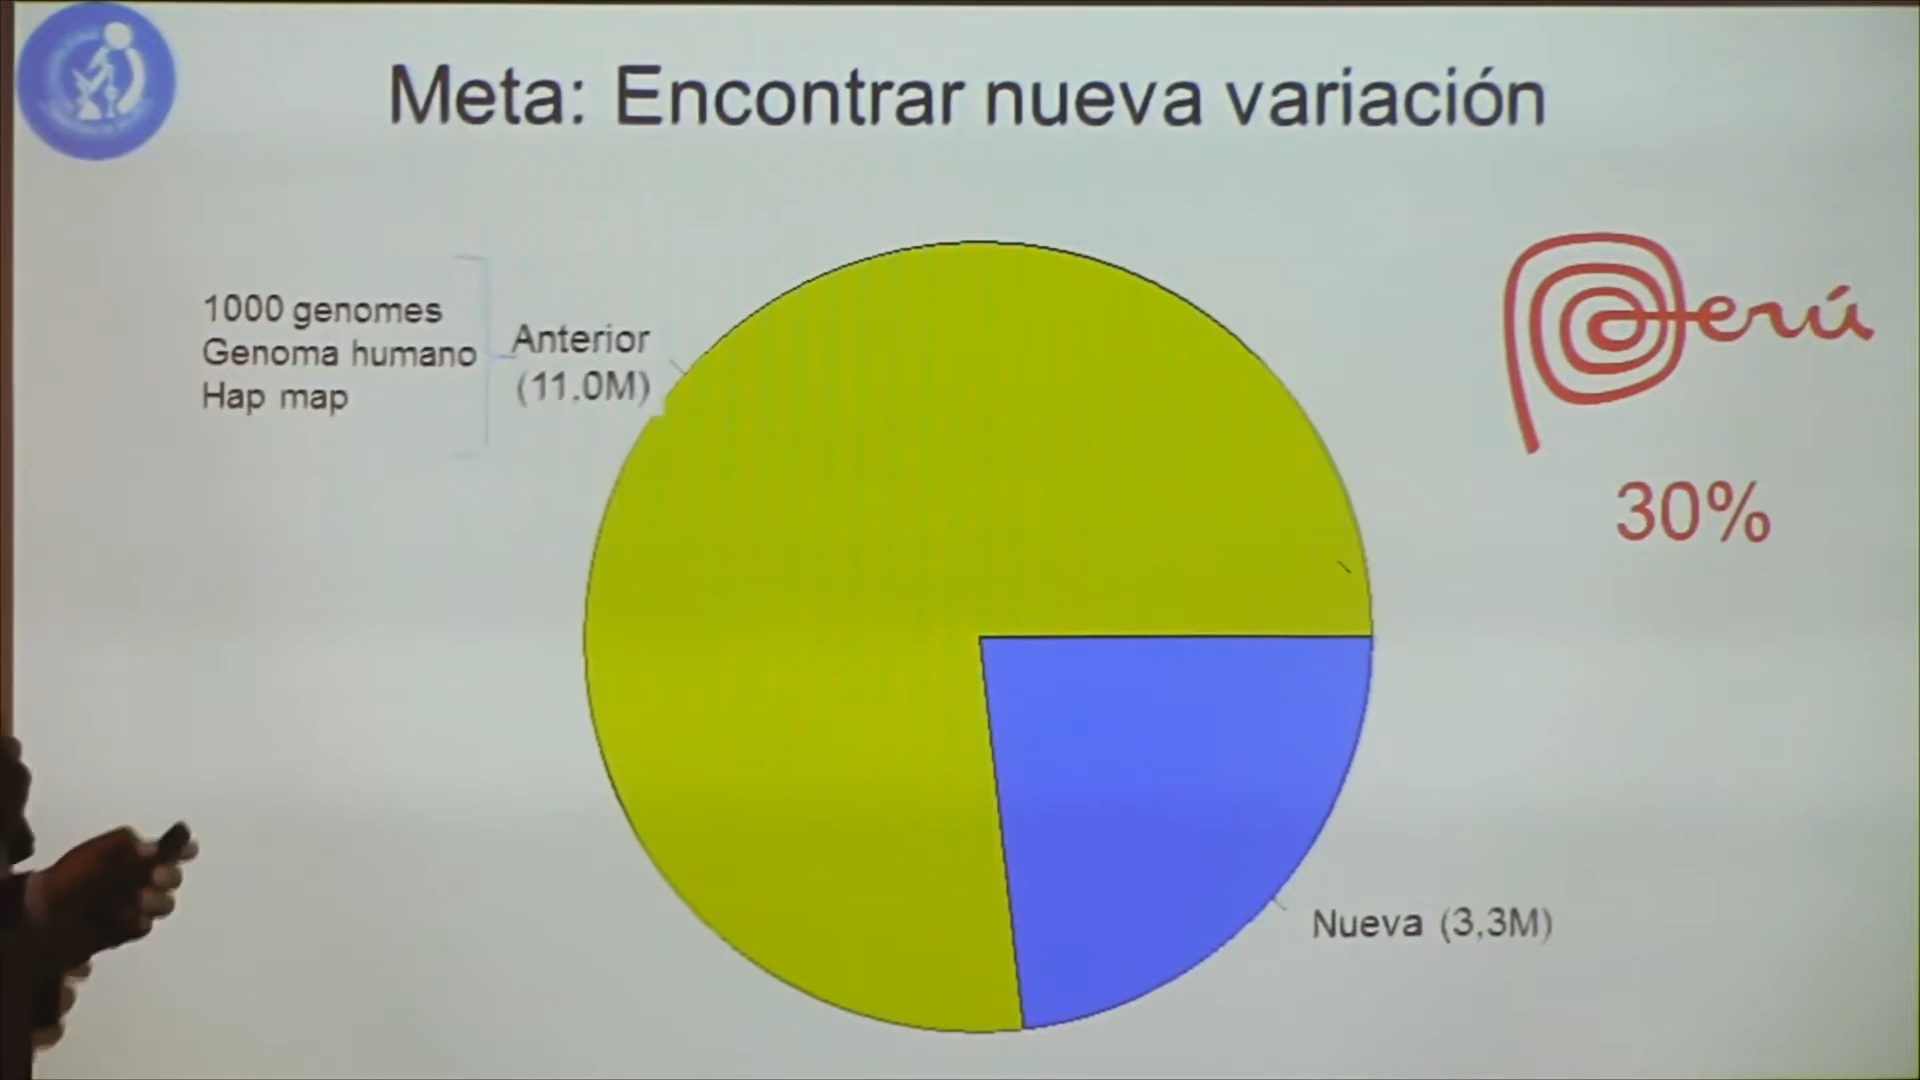 Meta: Encontrar nueva variación
1000 genomes
Genoma humano
Hap map
Anterior
(11.0M)
Perú
30%
Nueva (3,3M)